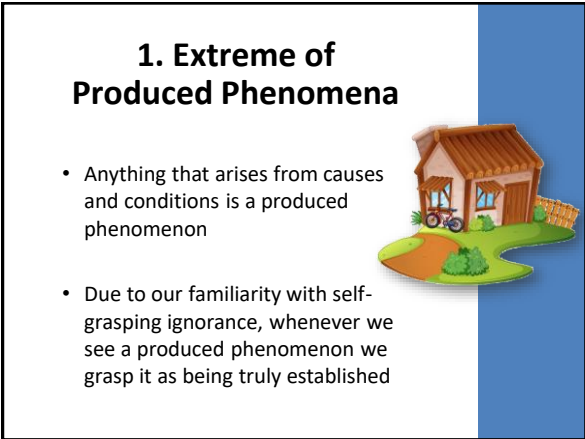 1. Extreme of
Produced Phenomena
• Anything that arises from causes
and conditions is a produced
phenomenon
• Due to our familiarity with self-
grasping ignorance, whenever we
see a produced phenomenon we
grasp it as being truly established